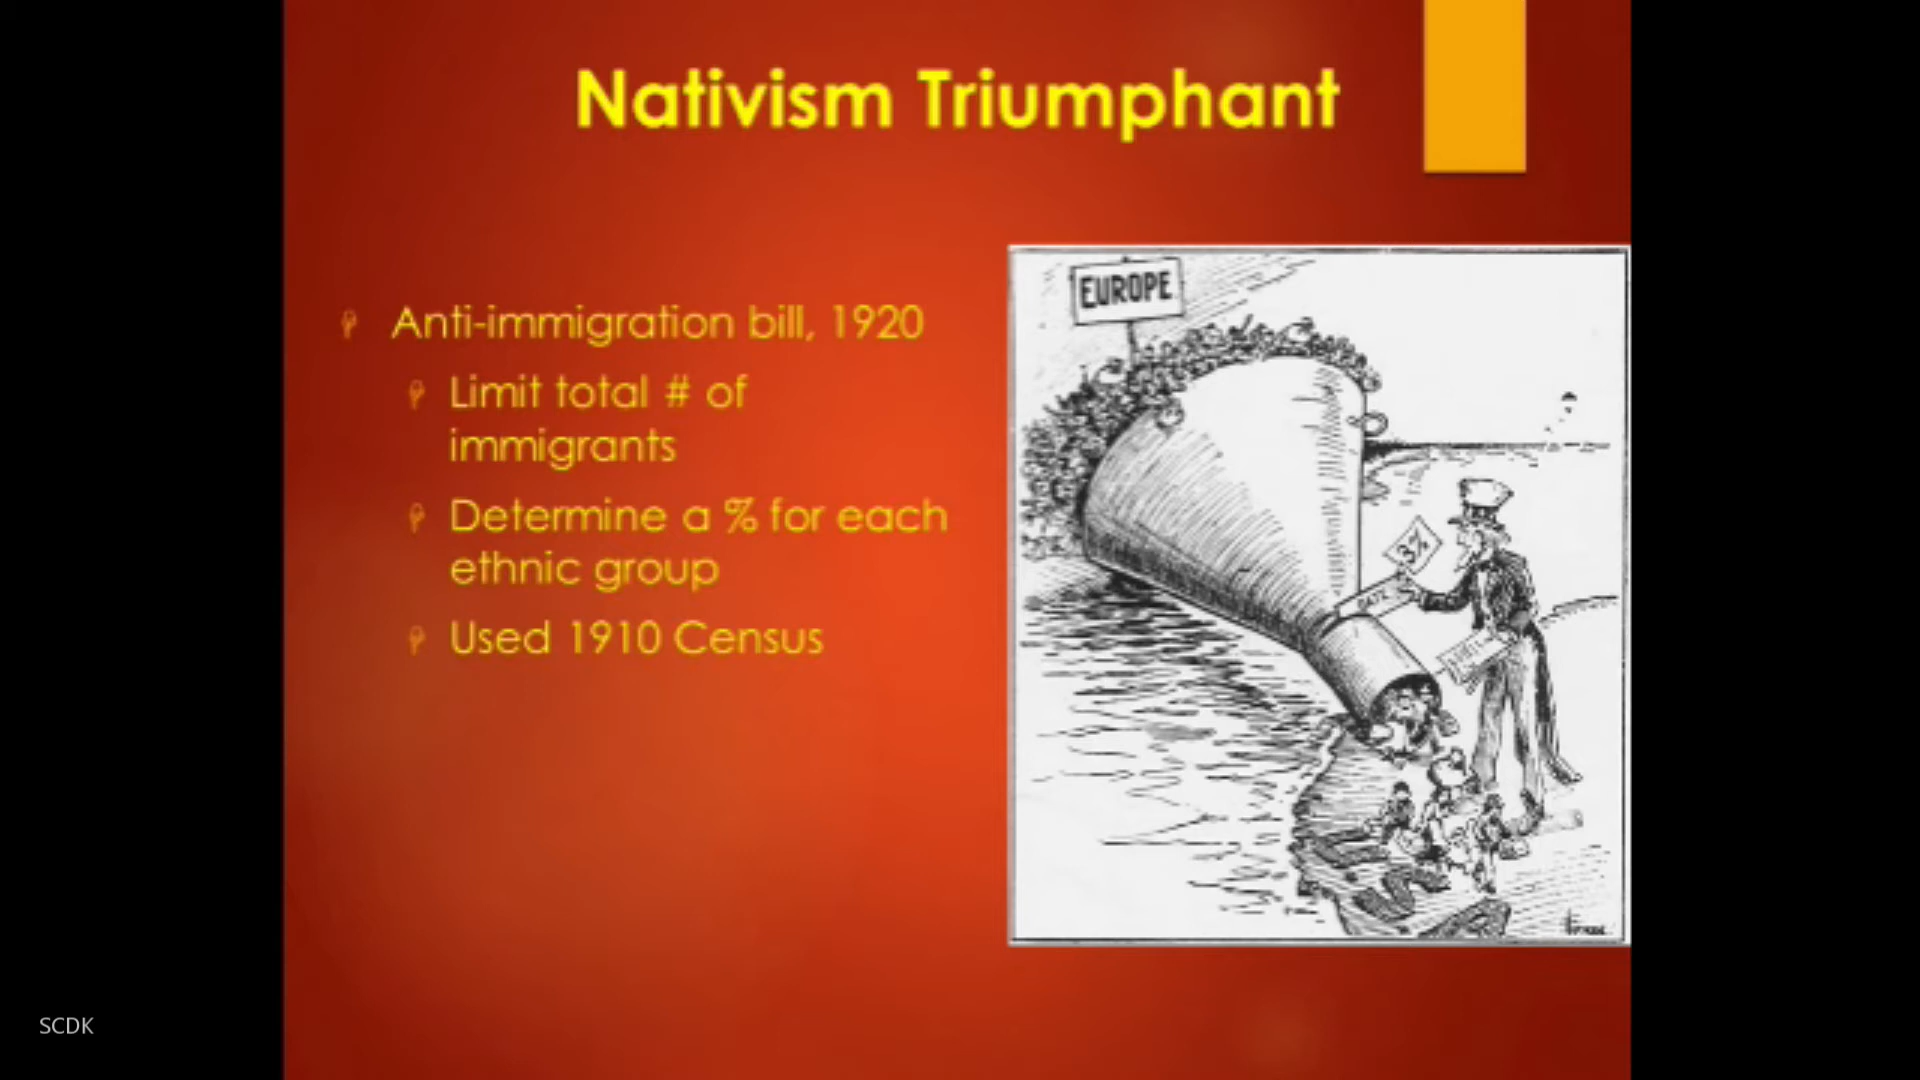 Nativism Triumphant
Anti-immigration bill, 1920
Limit total # of
immigrants
Determine a % for each
ethnic group
Used 1910 Census
EUROPE
3%
GATE
SCDK